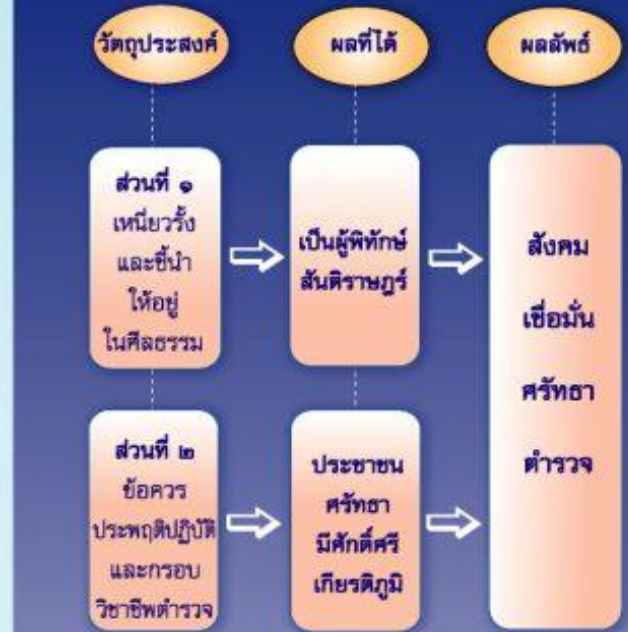 วัตถุประสงค์
ผลที่ได้
ผลลัพธ์
ส่วนที่ ๑
เหนี่ยวรั้ง
และชี้นำ
ให้อยู่
ในศีลธรรม
เป็นผู้พิทักษ์
สันติราษฎร์
สังคม
เชื่อมั่น
ศรัทธา
ตำรวจ
ส่วนที่ ๒
ข้อควร
ประพฤติปฏิบัติ
และกรอบ
วิชาชีพตำรวจ
ประชาชน
ศรัทธา
มีศักดิ์ศรี
เกียรติภูมิ